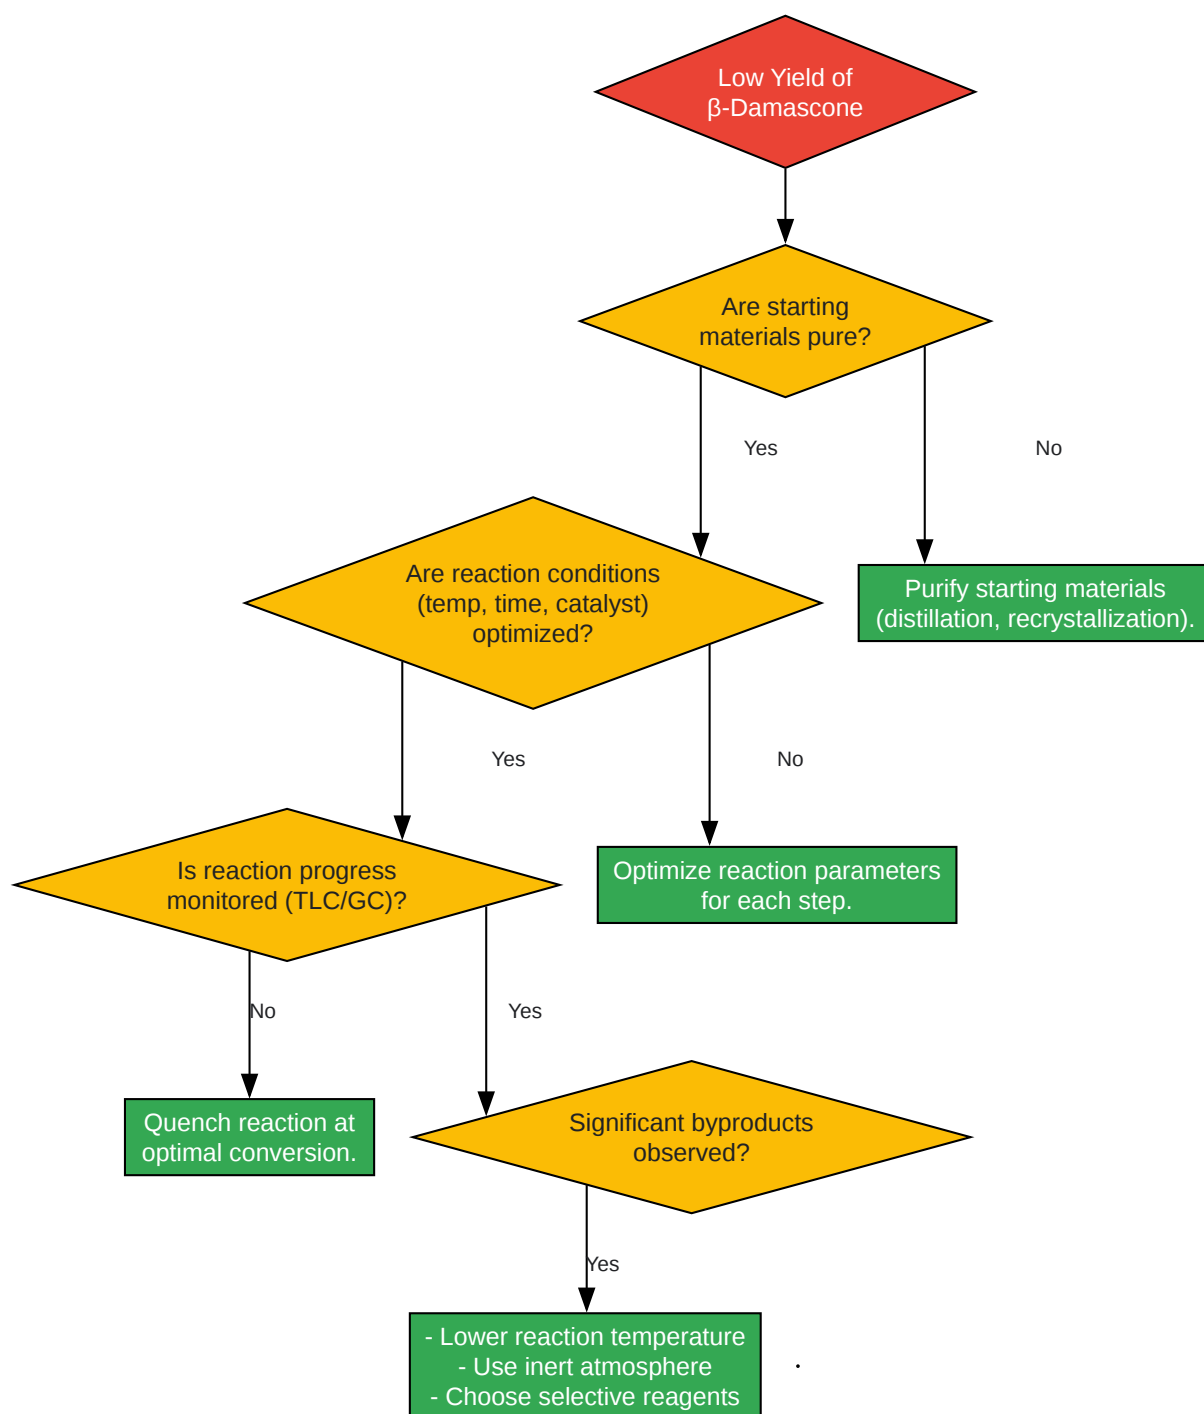 Low Yield of
β-Damascone
Are starting
materials pure?
Yes
No
Are reaction conditions
(temp, time, catalyst)
optimized?
Purify starting materials
(distillation, recrystallization).
Yes
No
Is reaction progress
monitored (TLC/GC)?
Optimize reaction parameters
for each step.
No
Yes
Quench reaction at
optimal conversion.
Significant byproducts
observed?
Yes
- Lower reaction temperature
- Use inert atmosphere
- Choose selective reagents
.